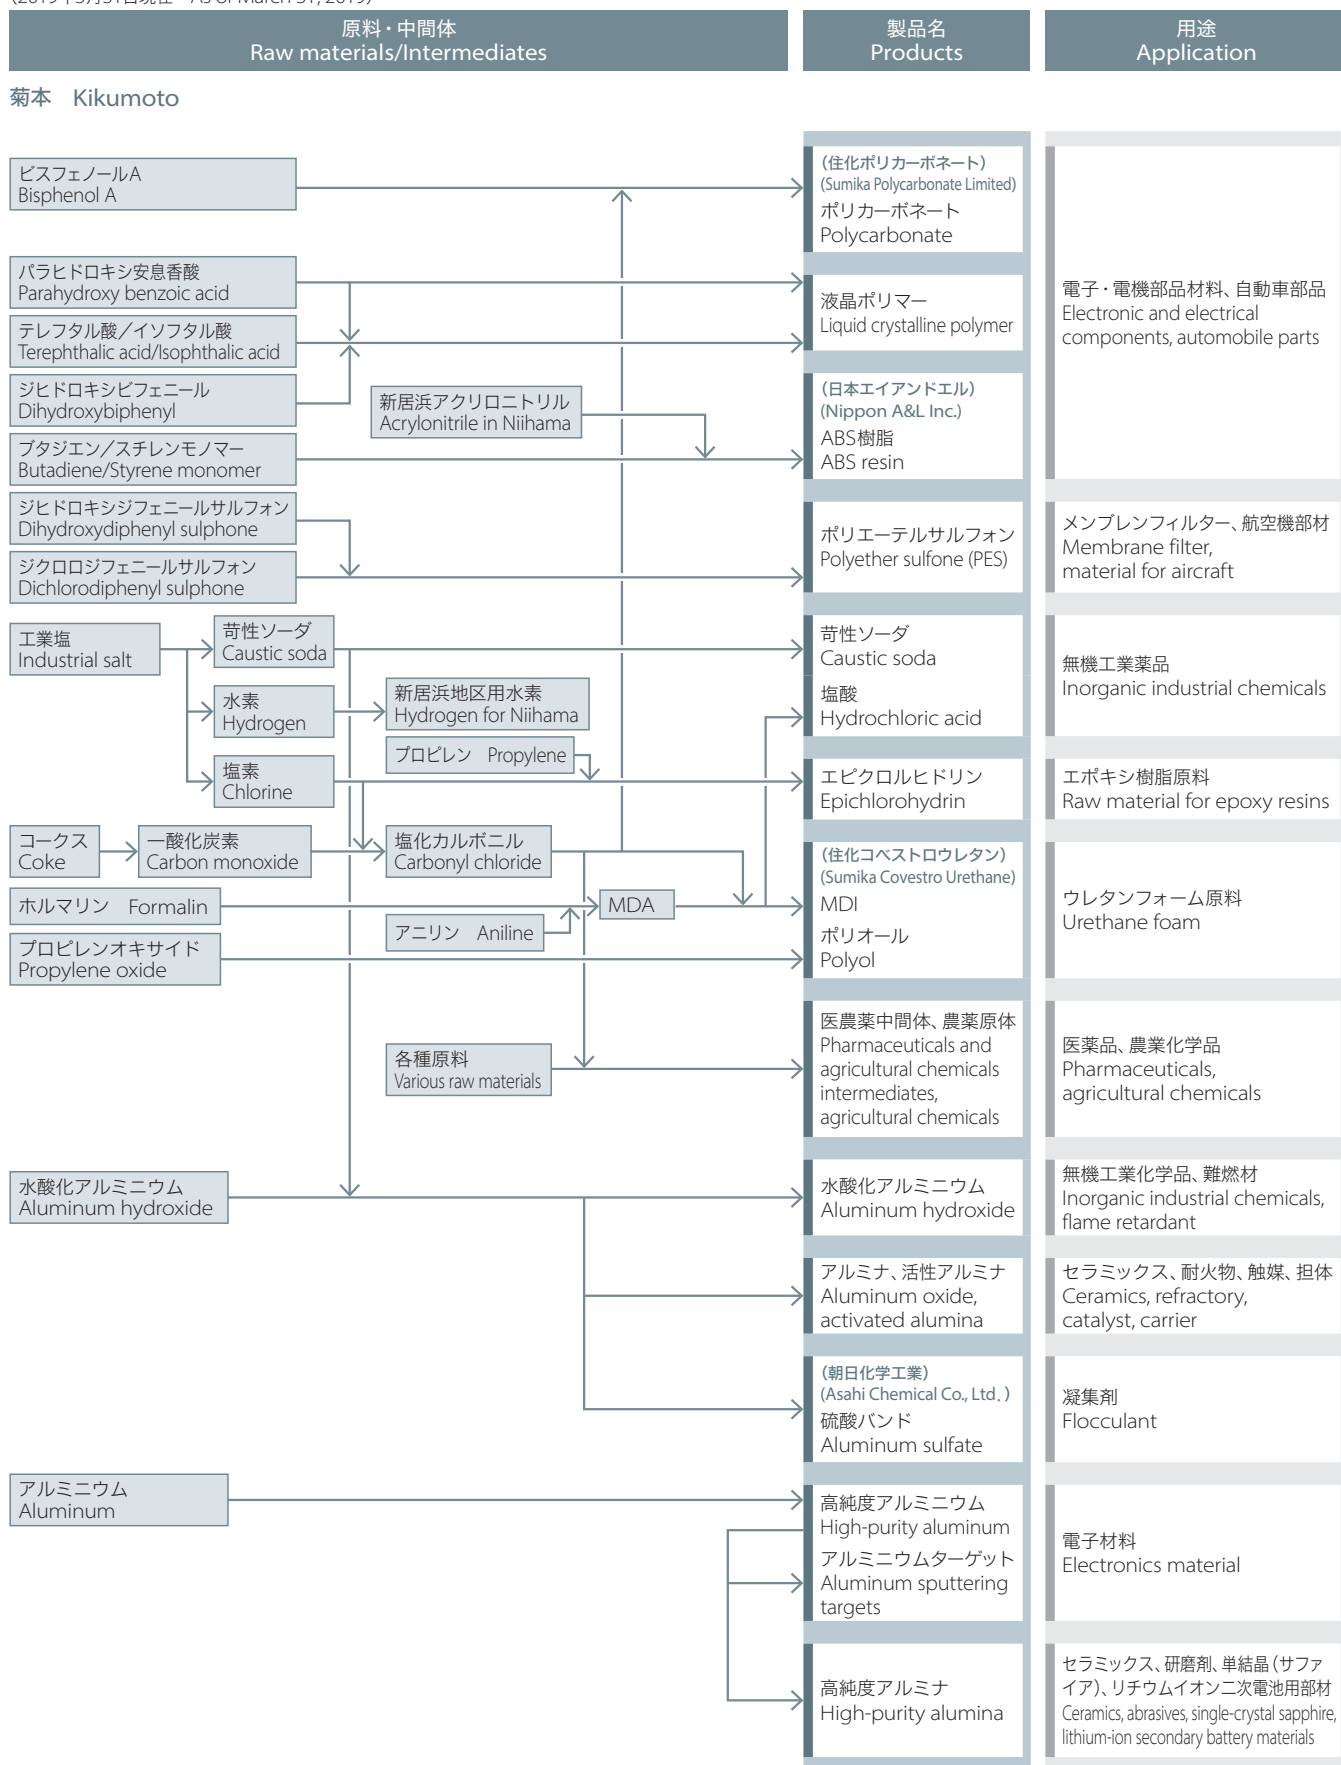 (2019年3月31日現在 As of March 31, 2019)
原料・中間体
Raw materials/Intermediates
製品名
Products
用途
Application
菊本 Kikumoto
ビスフェノールA
Bisphenol A
(住化ポリカーボネート)
(Sumika Polycarbonate Limited)
ポリカーボネート
Polycarbonate
パラヒドロキシ安息香酸
Parahydroxy benzoic acid
テレフタル酸/イソフタル酸
Terephthalic acid/Isophthalic acid
ジヒドロキシビフェニール
Dihydroxybiphenyl
液晶ポリマー
Liquid crystalline polymer
電子・電機部品材料、自動車部品
Electronic and electrical
components, automobile parts
新居浜アクリロニトリル
Acrylonitrile in Niihama
ブタジエン/スチレンモノマー
Butadiene/Styrene monomer
(日本エイアンドエル)
(Nippon A&L Inc.)
ABS樹脂
ABS resin
ジヒドロキシジフェニールサルフォン
Dihydroxydiphenyl sulphone
ジクロロジフェニールサルフォン
Dichlorodiphenyl sulphone
ポリエーテルサルフォン
Polyether sulfone (PES)
メンブレンフィルター、航空機部材
Membrane filter,
material for aircraft
工業塩
Industrial salt
苛性ソーダ
Caustic soda
苛性ソーダ
Caustic soda
無機工業薬品
Inorganic industrial chemicals
水素
Hydrogen
新居浜地区用水素
Hydrogen for Niihama
塩酸
Hydrochloric acid
プロピレン Propylene
塩素
Chlorine
エピクロルヒドリン
Epichlorohydrin
エポキシ樹脂原料
Raw material for epoxy resins
コークス
Coke
一酸化炭素
Carbon monoxide
塩化カルボニル
Carbonyl chloride
(住化コベストロウレタン)
(Sumika Covestro Urethane)
MDI
ポリオール
Polyol
ウレタンフォーム原料
Urethane foam
ホルマリン Formalin
MDA
アニリン Aniline
プロピレンオキサイド
Propylene oxide
各種原料
Various raw materials
医農薬中間体、農薬原体
Pharmaceuticals and
agricultural chemicals
intermediates,
agricultural chemicals
医薬品、農業化学品
Pharmaceuticals,
agricultural chemicals
水酸化アルミニウム
Aluminum hydroxide
水酸化アルミニウム
Aluminum hydroxide
無機工業化学品、難燃材
Inorganic industrial chemicals,
flame retardant
アルミナ、活性アルミナ
Aluminum oxide,
activated alumina
セラミックス、耐火物、触媒、担体
Ceramics, refractory,
catalyst, carrier
(朝日化学工業)
(Asahi Chemical Co., Ltd.)
硫酸バンド
Aluminum sulfate
凝集剤
Flocculant
アルミニウム
Aluminum
高純度アルミニウム
High-purity aluminum
アルミニウムターゲット
Aluminum sputtering
targets
電子材料
Electronics material
高純度アルミナ
High-purity alumina
セラミックス、研磨剤、単結晶(サファ
イア)、リチウムイオン二次電池用部材
Ceramics, abrasives, single-crystal sapphire,
lithium-ion secondary battery materials